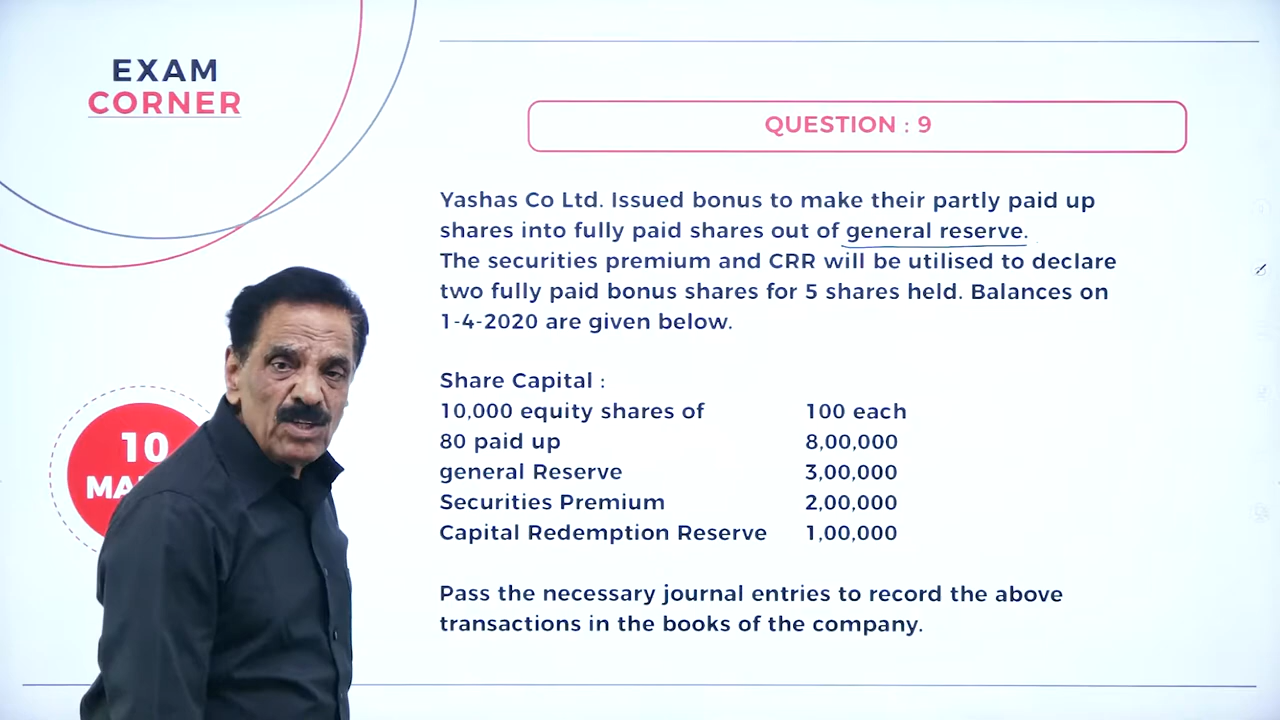 EXAM
CORNER
QUESTION : 9
Yashas Co Ltd. Issued bonus to make their partly paid up
shares into fully paid shares out of general reserve.
The securities premium and CRR will be utilised to declare
two fully paid bonus shares for 5 shares held. Balances on
1-4-2020 are given below.
Share Capital :
10,000 equity shares of 100 each
80 paid up 8,00,000
general Reserve 3,00,000
Securities Premium 2,00,000
Capital Redemption Reserve 1,00,000
10
Pass the necessary journal entries to record the above
transactions in the books of the company.